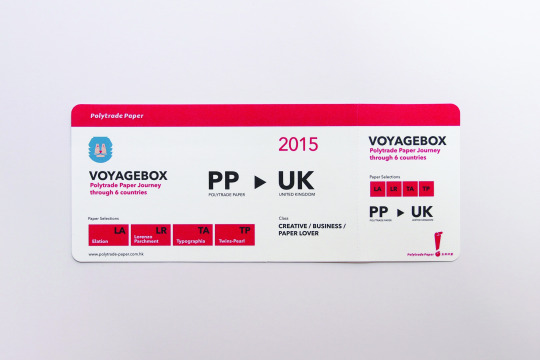 Polytrade Paper
2015
VOYAGEBOX
Polytrade Paper Journey
through 6 countries
PP ▶ UK
POLYTRADE PAPER
UNITED KINGDOM
Paper Selections
LA
Elation
LR
Lorenzo
Parchment
TA
Typographie
TP
Twins-Pearl
Class
CREATIVE / BUSINESS /
PAPER LOVER
www.polytrade-paper.com.hk
VOYAGEBOX
Polytrade Paper Journey
through 6 countries
Paper Selections
LA LR TA TP
PP ▶ UK
POLYTRADE PAPER
UNITED KINGDOM
Polytrade Paper